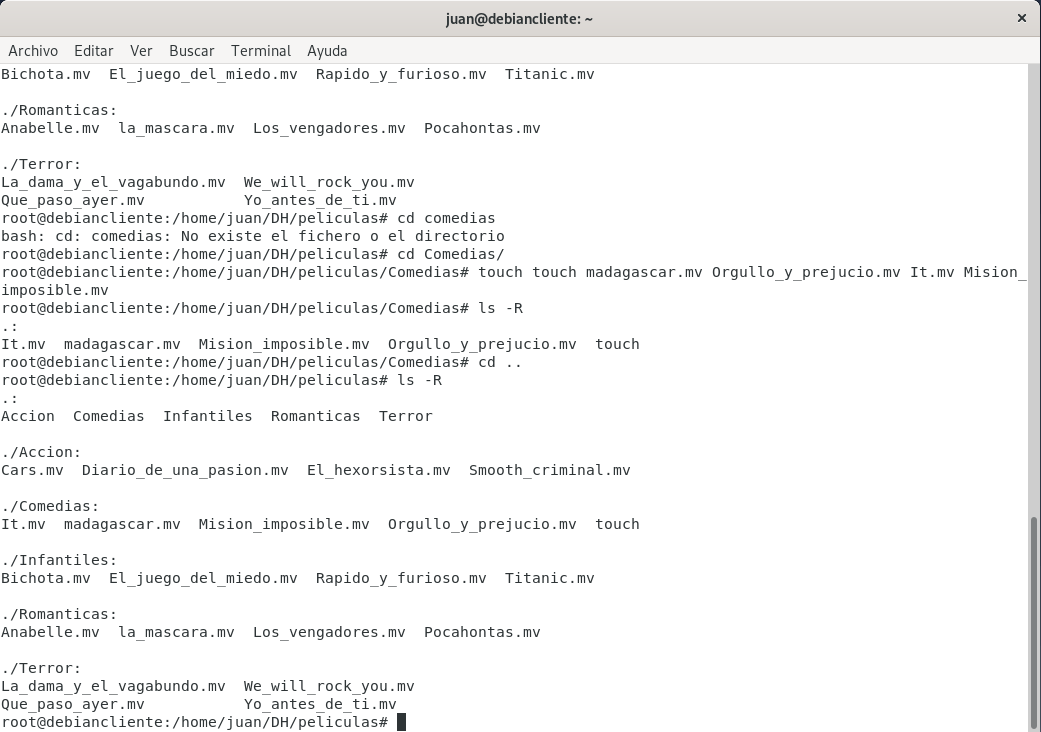 juan@debiancliente: ~
×
Archivo Editar Ver Buscar Terminal Ayuda
Bichota.mv  El_juego_del_miedo.mv  Rapido_y_furioso.mv  Titanic.mv
./Romanticas:
Anabelle.mv  la_mascara.mv  Los_vengadores.mv  Pocahontas.mv
./Terror:
La_dama_y_el_vagabundo.mv  We_will_rock_you.mv
Que_paso_ayer.mv           Yo_antes_de_ti.mv
root@debiancliente:/home/juan/DH/peliculas# cd comedias
bash: cd: comedias: No existe el fichero o el directorio
root@debiancliente:/home/juan/DH/peliculas# cd Comedias/
root@debiancliente:/home/juan/DH/peliculas/Comedias# touch touch madagascar.mv Orgullo_y_prejucio.mv It.mv Mision_
imposible.mv
root@debiancliente:/home/juan/DH/peliculas/Comedias# ls -R
.:
It.mv  madagascar.mv  Mision_imposible.mv  Orgullo_y_prejucio.mv  touch
root@debiancliente:/home/juan/DH/peliculas/Comedias# cd ..
root@debiancliente:/home/juan/DH/peliculas# ls -R
.:
Accion  Comedias  Infantiles  Romanticas  Terror
./Accion:
Cars.mv  Diario_de_una_pasion.mv  El_hexorsista.mv  Smooth_criminal.mv
./Comedias:
It.mv  madagascar.mv  Mision_imposible.mv  Orgullo_y_prejucio.mv  touch
./Infantiles:
Bichota.mv  El_juego_del_miedo.mv  Rapido_y_furioso.mv  Titanic.mv
./Romanticas:
Anabelle.mv  la_mascara.mv  Los_vengadores.mv  Pocahontas.mv
./Terror:
La_dama_y_el_vagabundo.mv  We_will_rock_you.mv
Que_paso_ayer.mv           Yo_antes_de_ti.mv
root@debiancliente:/home/juan/DH/peliculas#